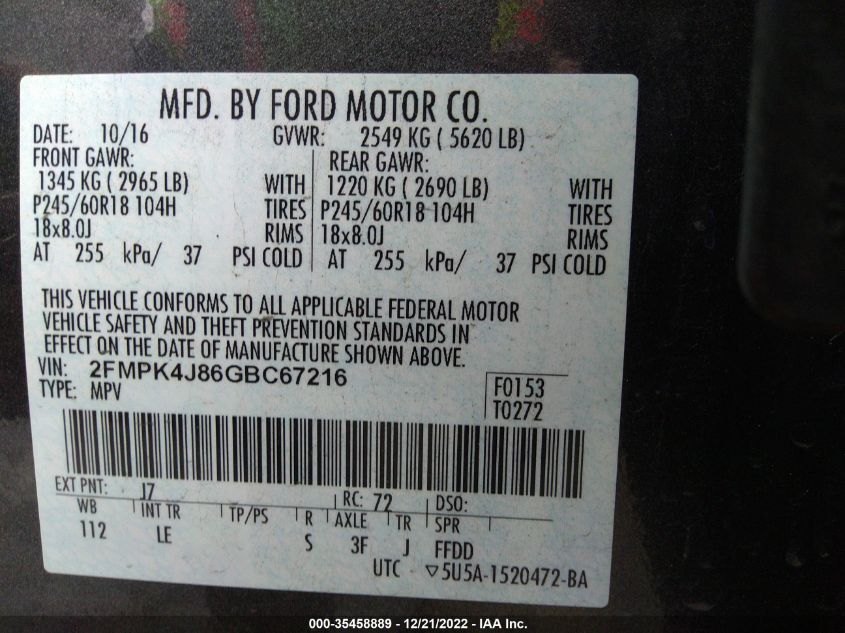 MFD. BY FORD MOTOR CO.
DATE: 10/16 GVWR: 2549 KG ( 5620 LB)
FRONT GAWR: REAR GAWR:
1345 KG ( 2965 LB) WITH 1220 KG ( 2690 LB) WITH
P245/60R18 104H TIRES P245/60R18 104H TIRES
18x8.0J RIMS 18x8.0J RIMS
AT 255 kPa/ 37 PSI COLD AT 255 kPa/ 37 PSI COLD
THIS VEHICLE CONFORMS TO ALL APPLICABLE FEDERAL MOTOR
VEHICLE SAFETY AND THEFT PREVENTION STANDARDS IN
EFFECT ON THE DATE OF MANUFACTURE SHOWN ABOVE.
VIN: 2FMPK4J86GBC67216
TYPE: MPV
F0153
T0272
EXT PNT: J7 RC: 72 DSO:
WB INT TR TP/PS R AXLE TR SPR
112 LE S 3F J FFDD
UTC ▽5U5A-1520472-BA
000-35458889 - 12/21/2022 - IAA Inc.